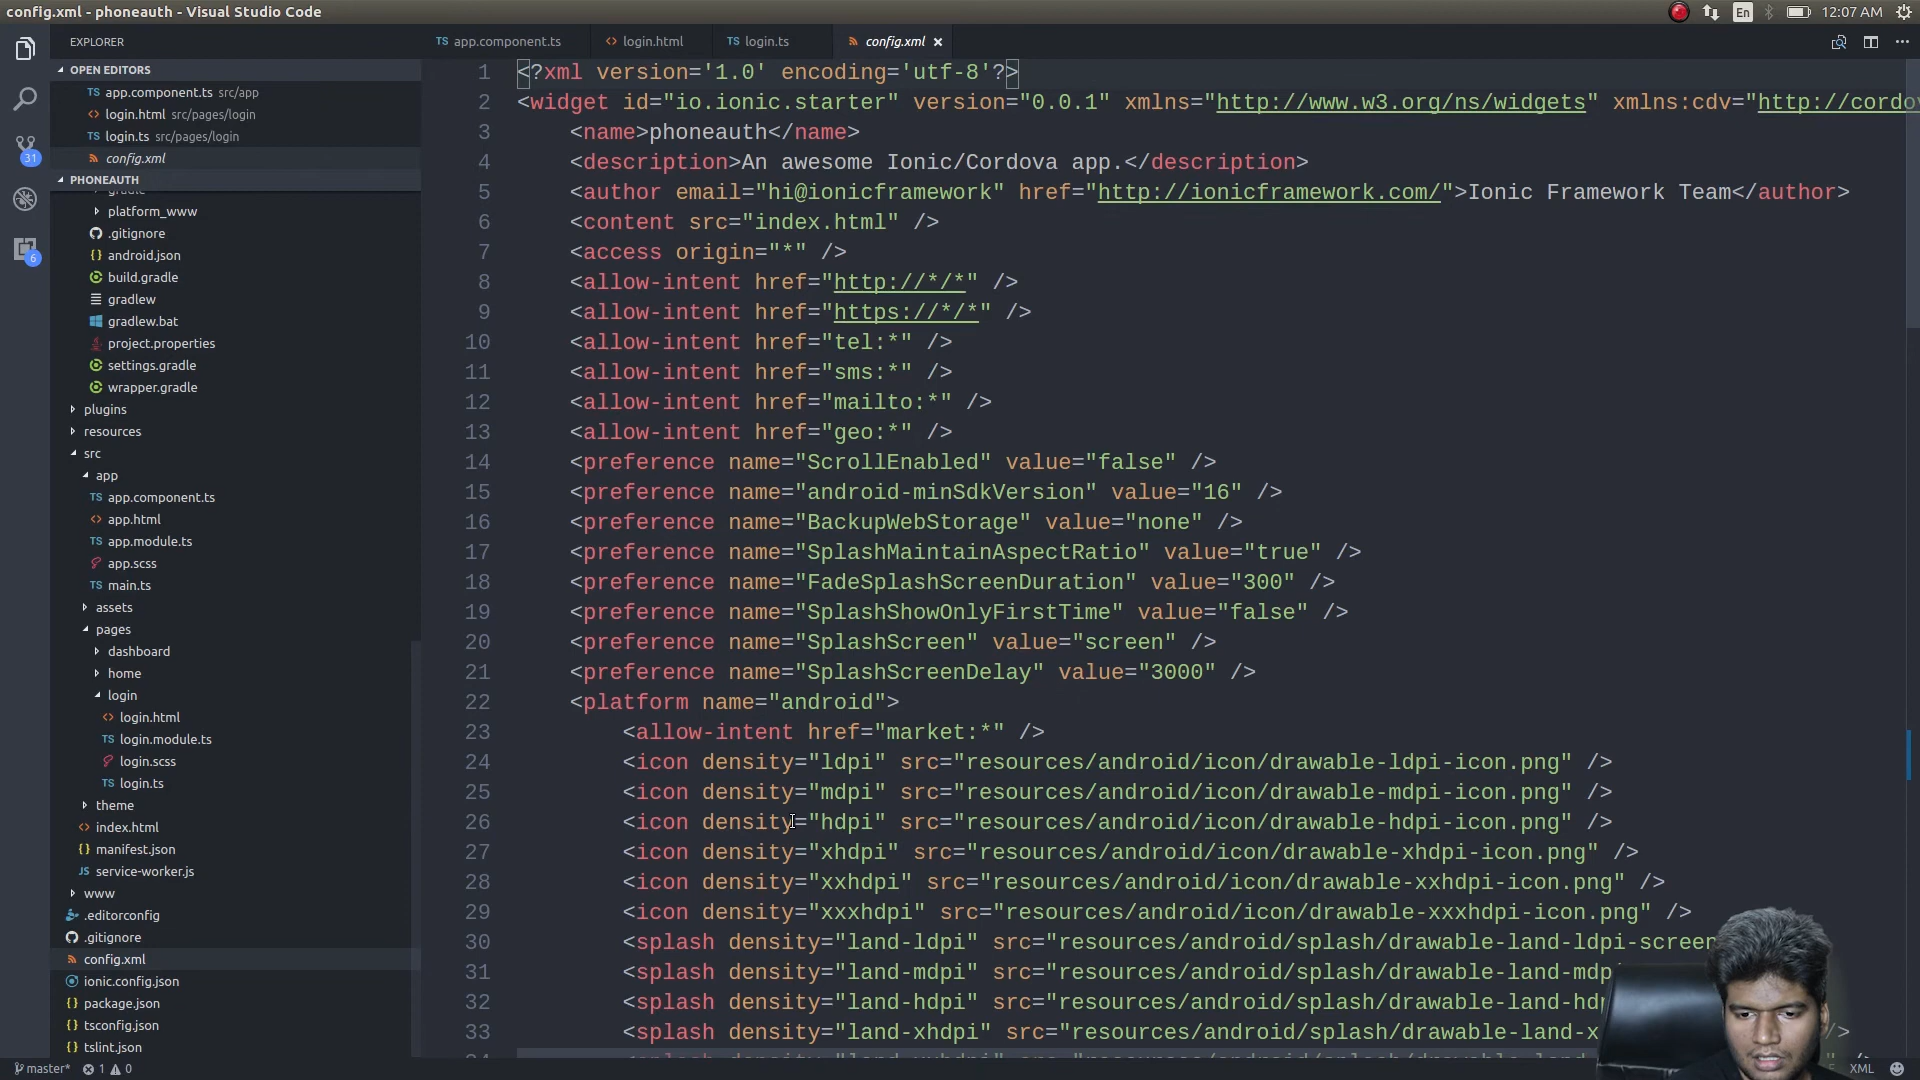 config.xml - phoneauth - Visual Studio Code
En
12:07 AM
EXPLORER
OPEN EDITORS
TS app.component.ts src/app
<> login.html src/pages/login
TS login.ts src/pages/login
config.xml
31
6
PHONEAUTH
gradle
platform_www
.gitignore
{} android.json
build.gradle
gradlew
gradlew.bat
project.properties
settings.gradle
wrapper.gradle
plugins
resources
src
app
TS app.component.ts
<> app.html
TS app.module.ts
app.scss
TS main.ts
assets
pages
dashboard
home
login
<> login.html
TS login.module.ts
login.scss
TS login.ts
theme
<> index.html
{} manifest.json
JS service-worker.js
www
.editorconfig
.gitignore
config.xml
ionic.config.json
{} package.json
{} tsconfig.json
{} tslint.json
TS app.component.ts <> login.html TS login.ts config.xml ×
1 <?xml version='1.0' encoding='utf-8'?>
2 <widget id="io.ionic.starter" version="0.0.1" xmlns="http://www.w3.org/ns/widgets" xmlns:cdv="http://cordov
3 <name>phoneauth</name>
4 <description>An awesome Ionic/Cordova app.</description>
5 <author email="hi@ionicframework" href="http://ionicframework.com/">Ionic Framework Team</author>
6 <content src="index.html" />
7 <access origin="*" />
8 <allow-intent href="http://*/*" />
9 <allow-intent href="https://*/*" />
10 <allow-intent href="tel:*" />
11 <allow-intent href="sms:*" />
12 <allow-intent href="mailto:*" />
13 <allow-intent href="geo:*" />
14 <preference name="ScrollEnabled" value="false" />
15 <preference name="android-minSdkVersion" value="16" />
16 <preference name="BackupWebStorage" value="none" />
17 <preference name="SplashMaintainAspectRatio" value="true" />
18 <preference name="FadeSplashScreenDuration" value="300" />
19 <preference name="SplashShowOnlyFirstTime" value="false" />
20 <preference name="SplashScreen" value="screen" />
21 <preference name="SplashScreenDelay" value="3000" />
22 <platform name="android">
23 <allow-intent href="market:*" />
24 <icon density="ldpi" src="resources/android/icon/drawable-ldpi-icon.png" />
25 <icon density="mdpi" src="resources/android/icon/drawable-mdpi-icon.png" />
26 <icon density="hdpi" src="resources/android/icon/drawable-hdpi-icon.png" />
27 <icon density="xhdpi" src="resources/android/icon/drawable-xhdpi-icon.png" />
28 <icon density="xxhdpi" src="resources/android/icon/drawable-xxhdpi-icon.png" />
29 <icon density="xxxhdpi" src="resources/android/icon/drawable-xxxhdpi-icon.png" />
30 <splash density="land-ldpi" src="resources/android/splash/drawable-land-ldpi-screen
31 <splash density="land-mdpi" src="resources/android/splash/drawable-land-mdp
32 <splash density="land-hdpi" src="resources/android/splash/drawable-land-hdp
33 <splash density="land-xhdpi" src="resources/android/splash/drawable-land-x />
master* 1 0
XML